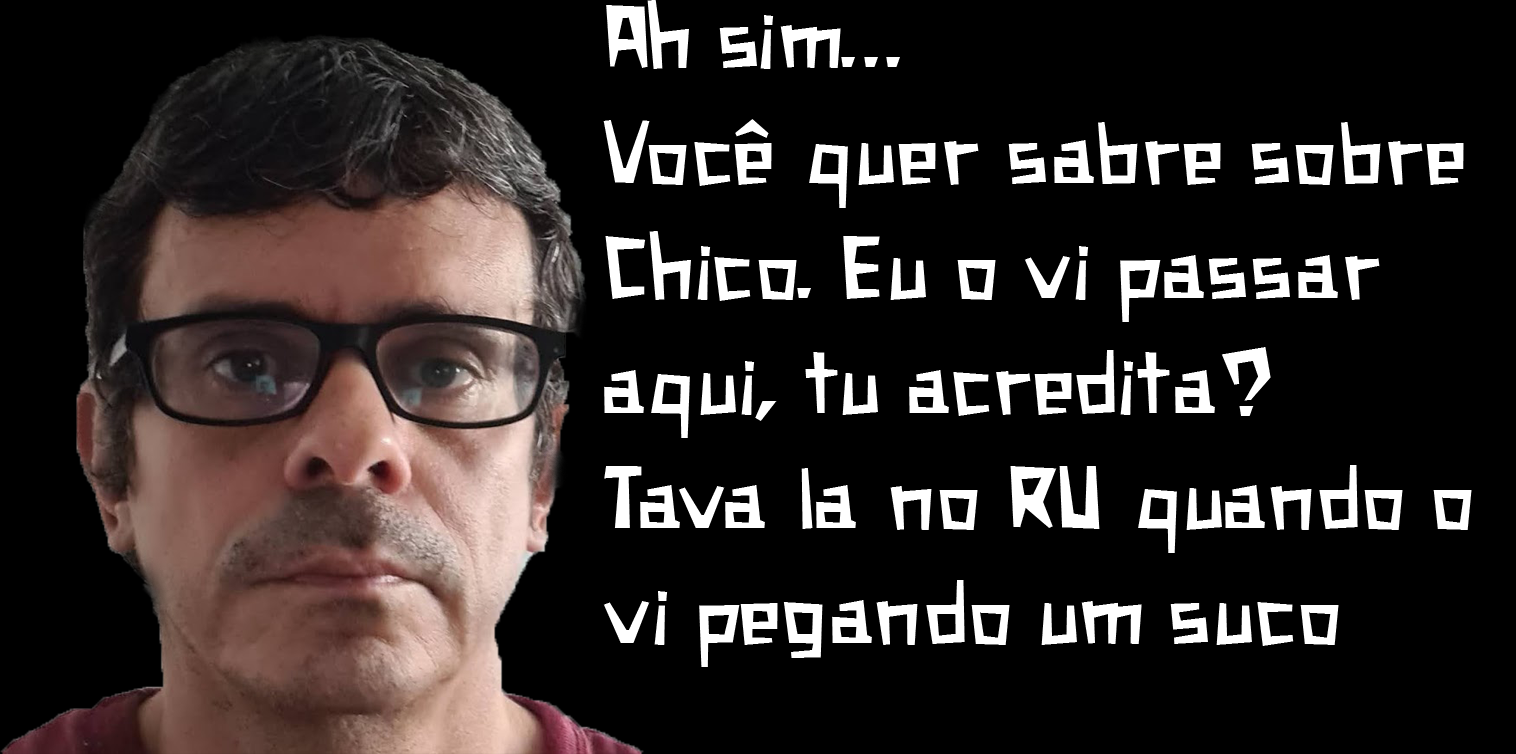 Ah sim...
Você quer sabre sobre
Chico. Eu o vi passar
aqui, tu acredita?
Tava la no RU quando o
vi pegando um suco